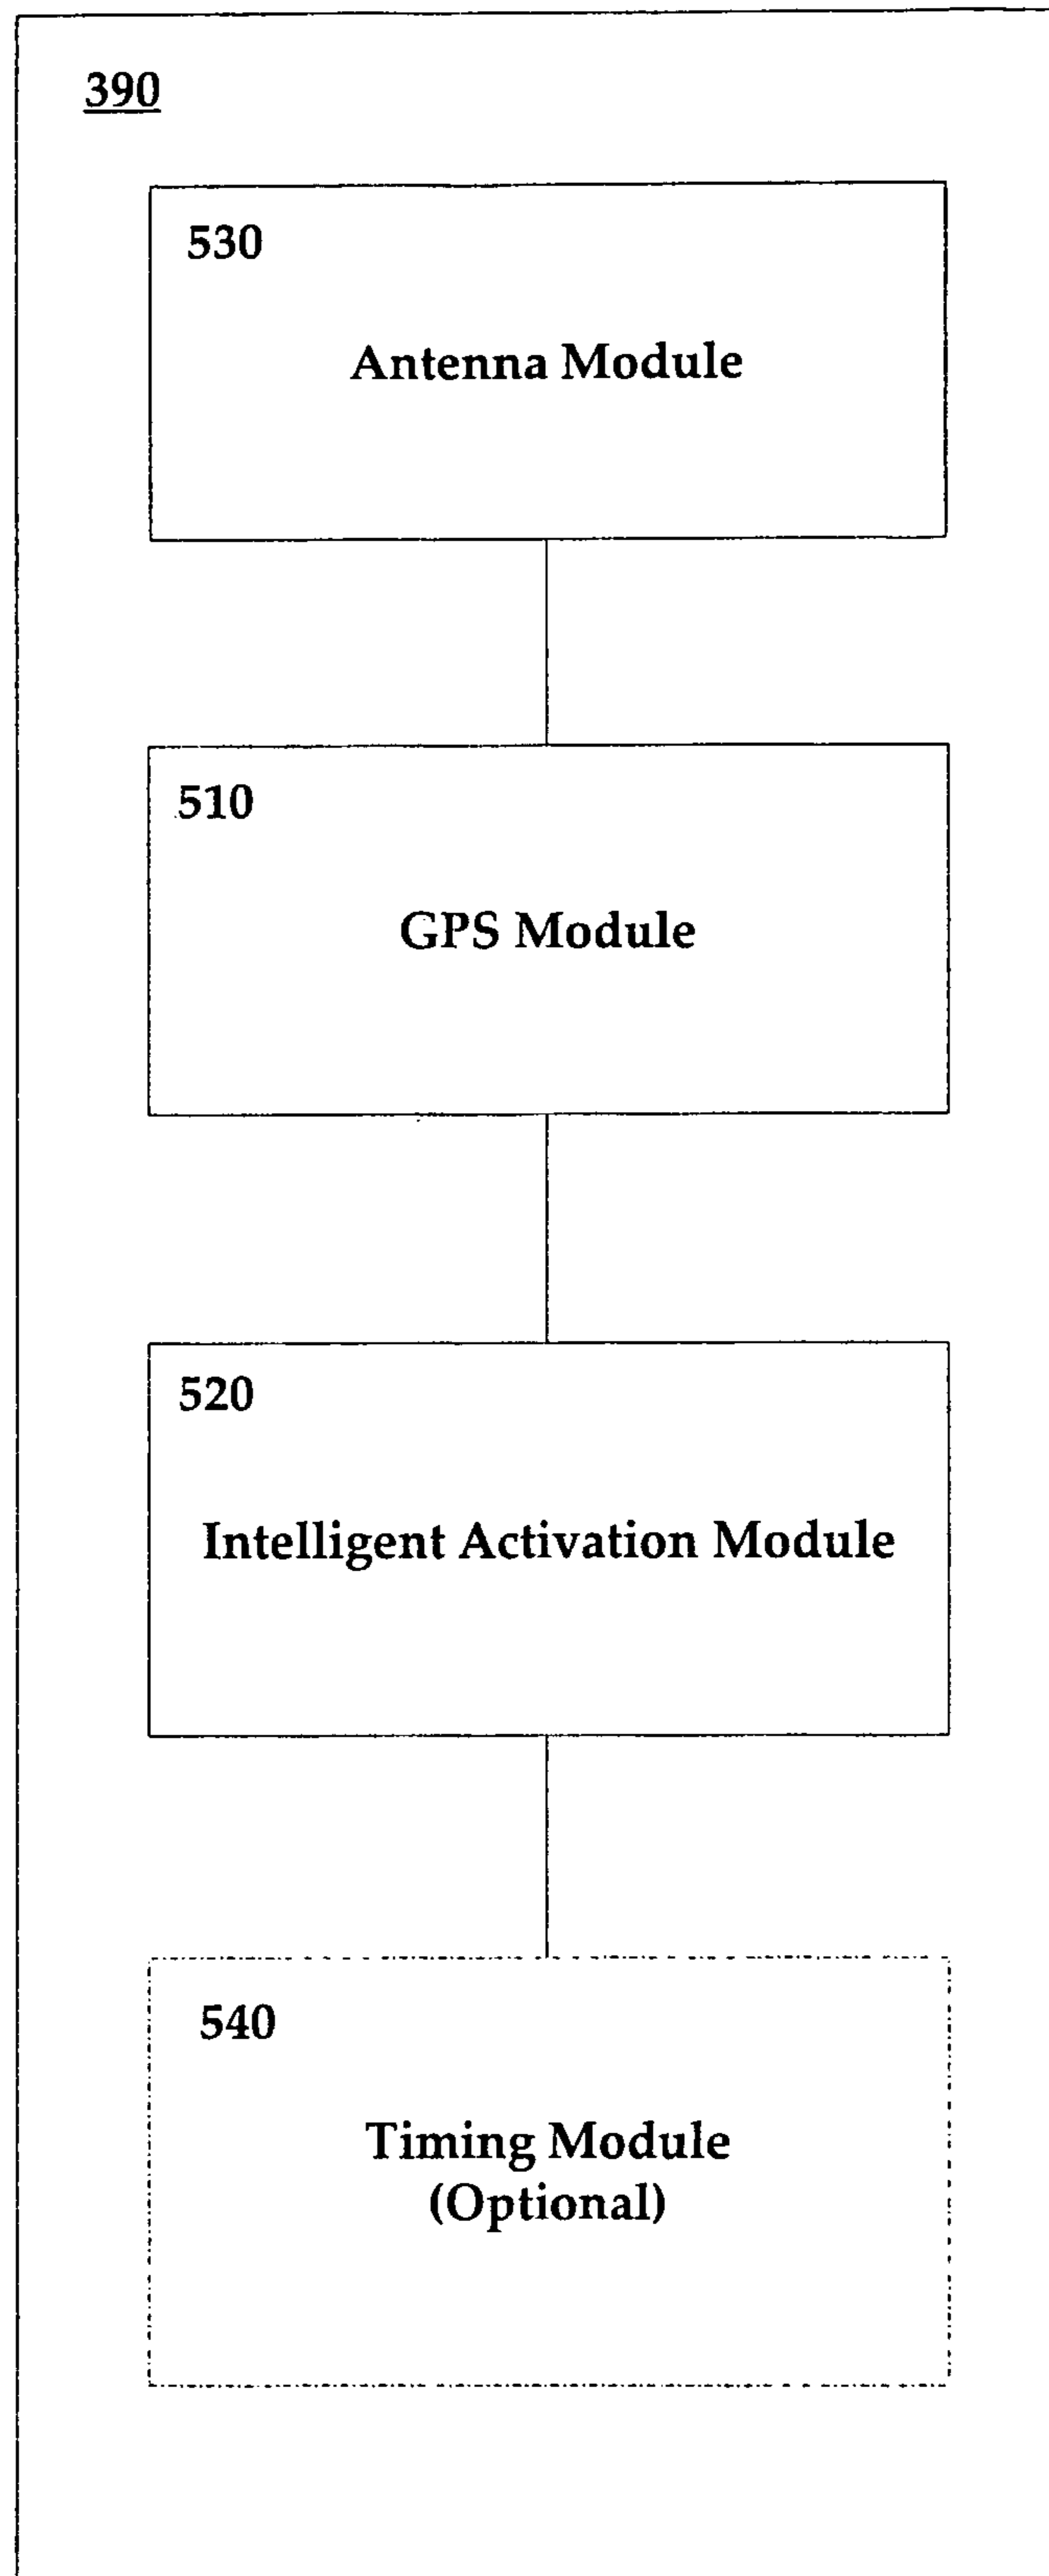 390
530
Antenna Module
510
GPS Module
520
Intelligent Activation Module
540
Timing Module
(Optional)